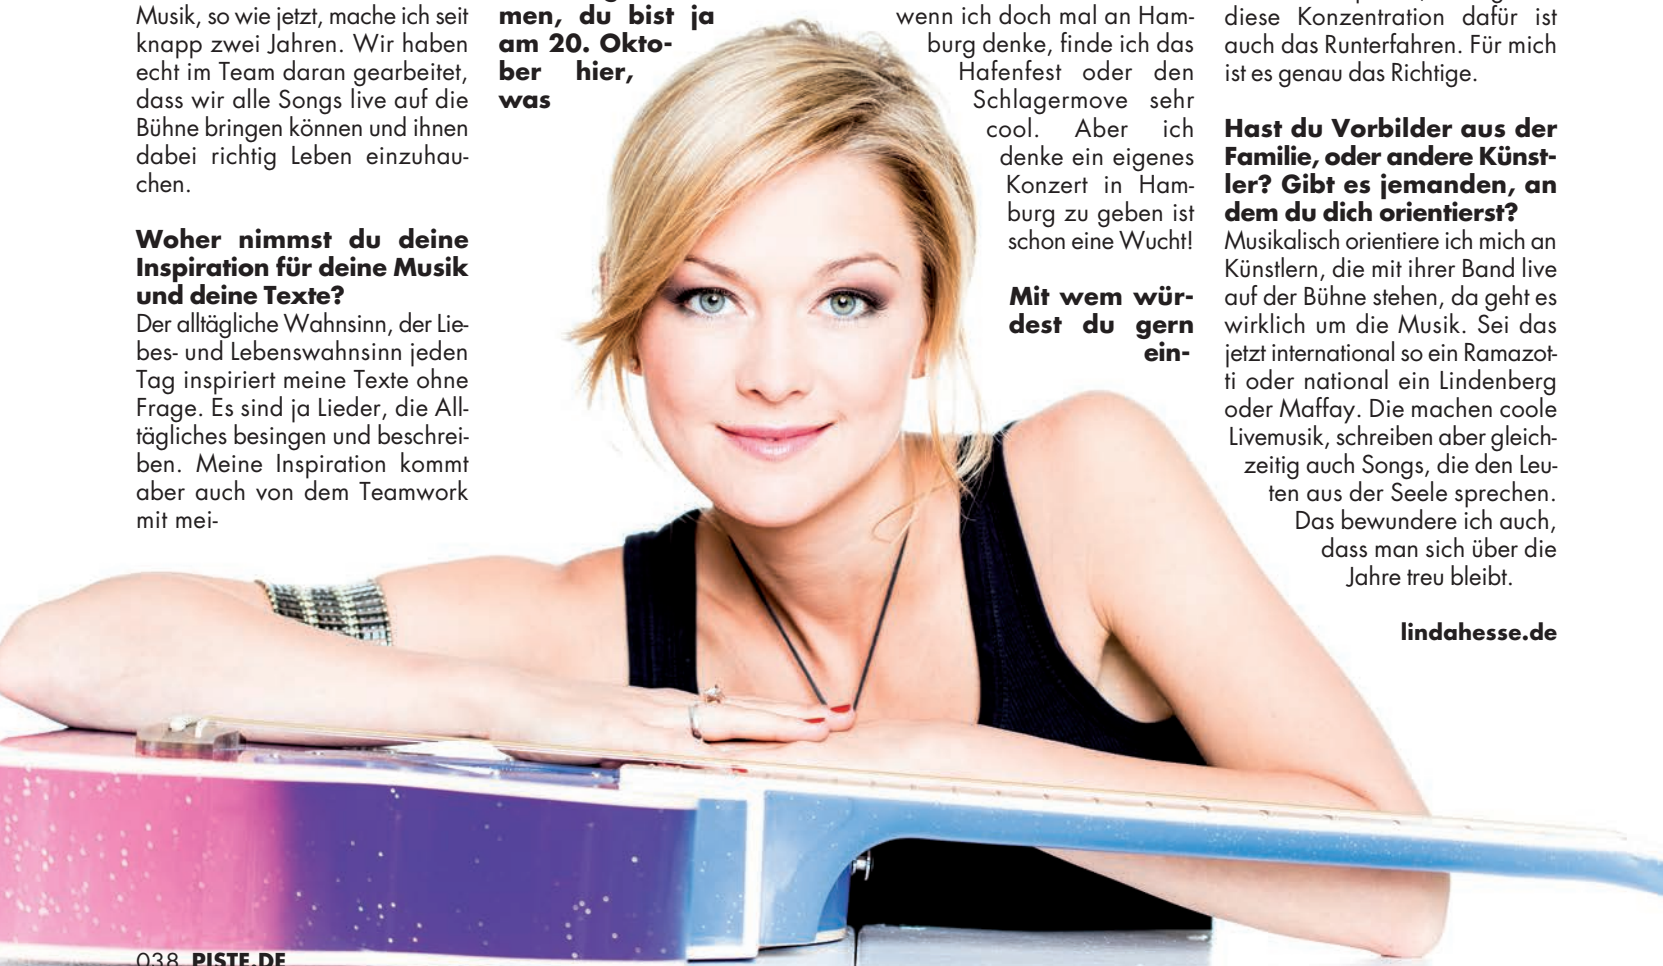 Musik, so wie jetzt, mache ich seit
knapp zwei Jahren. Wir haben
echt im Team daran gearbeitet,
dass wir alle Songs live auf die
Bühne bringen können und ihnen
dabei richtig Leben einzuhau-
chen.
Woher nimmst du deine
Inspiration für deine Musik
und deine Texte?
Der alltägliche Wahnsinn, der Lie-
bes- und Lebenswahnsinn jeden
Tag inspiriert meine Texte ohne
Frage. Es sind ja Lieder, die All-
tägliches besingen und beschrei-
ben. Meine Inspiration kommt
aber auch von dem Teamwork
mit mei-
men, du bist ja
am 20. Okto-
ber hier,
was
wenn ich doch mal an Ham-
burg denke, finde ich das
Hafenfest oder den
Schlagermove sehr
cool. Aber ich
denke ein eigenes
Konzert in Ham-
burg zu geben ist
schon eine Wucht!
Mit wem wür-
dest du gern
ein-
diese Konzentration dafür ist
auch das Runterfahren. Für mich
ist es genau das Richtige.
Hast du Vorbilder aus der
Familie, oder andere Künst-
ler? Gibt es jemanden, an
dem du dich orientierst?
Musikalisch orientiere ich mich an
Künstlern, die mit ihrer Band live
auf der Bühne stehen, da geht es
wirklich um die Musik. Sei das
jetzt international so ein Ramazot-
ti oder national ein Lindenberg
oder Maffay. Die machen coole
Livemusik, schreiben aber gleich-
zeitig auch Songs, die den Leu-
ten aus der Seele sprechen.
Das bewundere ich auch,
dass man sich über die
Jahre treu bleibt.
lindahesse.de
038 PISTE.DE